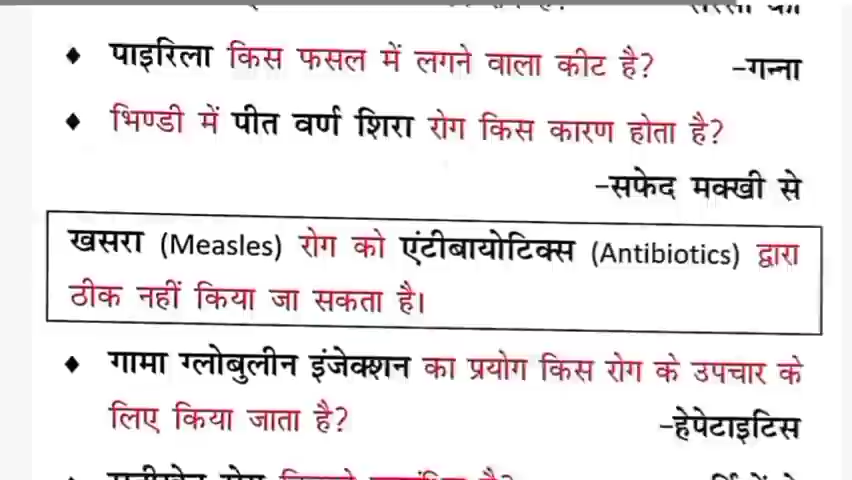 ♦ पाइरिला किस फसल में लगने वाला कीट है? -गन्ना
♦ भिण्डी में पीत वर्ण शिरा रोग किस कारण होता है?
-सफेद मक्खी से
खसरा (Measles) रोग को एंटीबायोटिक्स (Antibiotics) द्वारा
ठीक नहीं किया जा सकता है।
♦ गामा ग्लोबुलीन इंजेक्शन का प्रयोग किस रोग के उपचार के
लिए किया जाता है? -हेपेटाइटिस